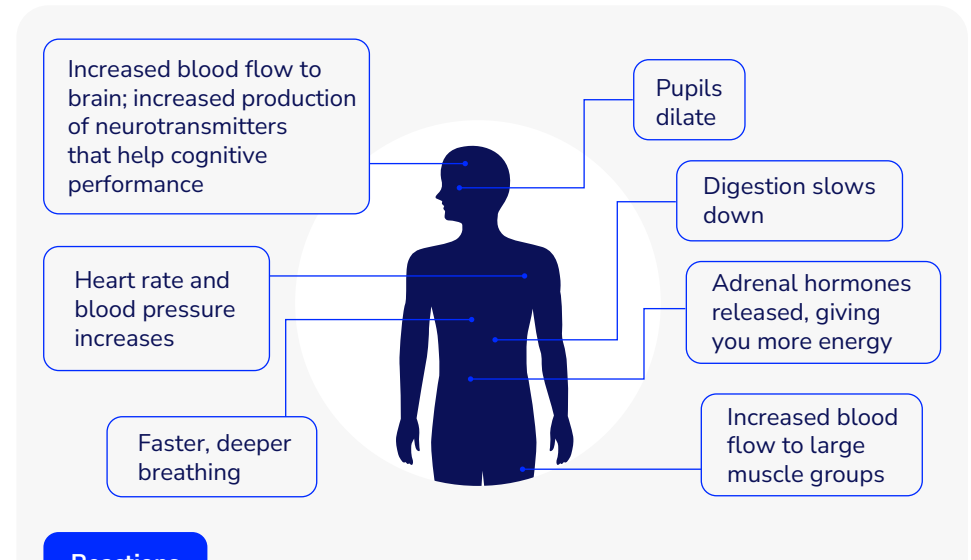 Increased blood flow to
brain; increased production
of neurotransmitters
that help cognitive
performance
Pupils
dilate
Digestion slows
down
Heart rate and
blood pressure
increases
Adrenal hormones
released, giving
you more energy
Faster, deeper
breathing
Increased blood
flow to large
muscle groups
Reactions